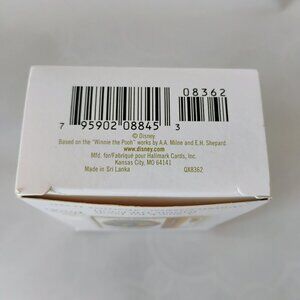 08362
7 95902 08845 3
© Disney
Based on the "Winnie the Pooh" works by A.A. Milne and E.H. Shepard
www.disney.com
Mfg. for/Fabriqué pour Hallmark Cards, Inc.
Kansas City, MO 64141
Made in Sri Lanka QX8362